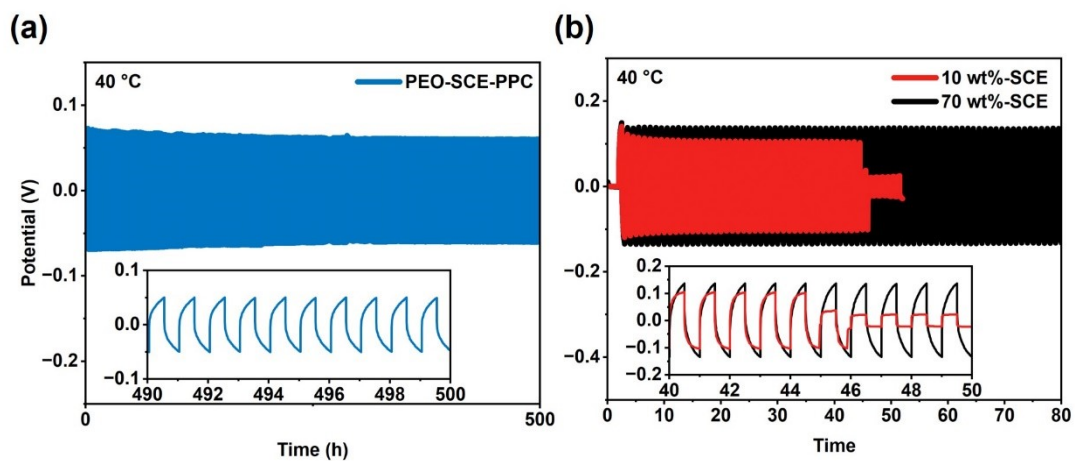 (a)
40 °C
PEO-SCE-PPC
0.1
0.0
−0.1
−0.2
Potential (V)
0.1
0.0
−0.1
490 492 494 496 498 500
0 500
Time (h)
(b)
40 °C
10 wt%-SCE
70 wt%-SCE
0.2
0.0
−0.2
−0.4
0.2
0.1
0.0
−0.1
−0.2
40 42 44 46 48 50
0 10 20 30 40 50 60 70 80
Time